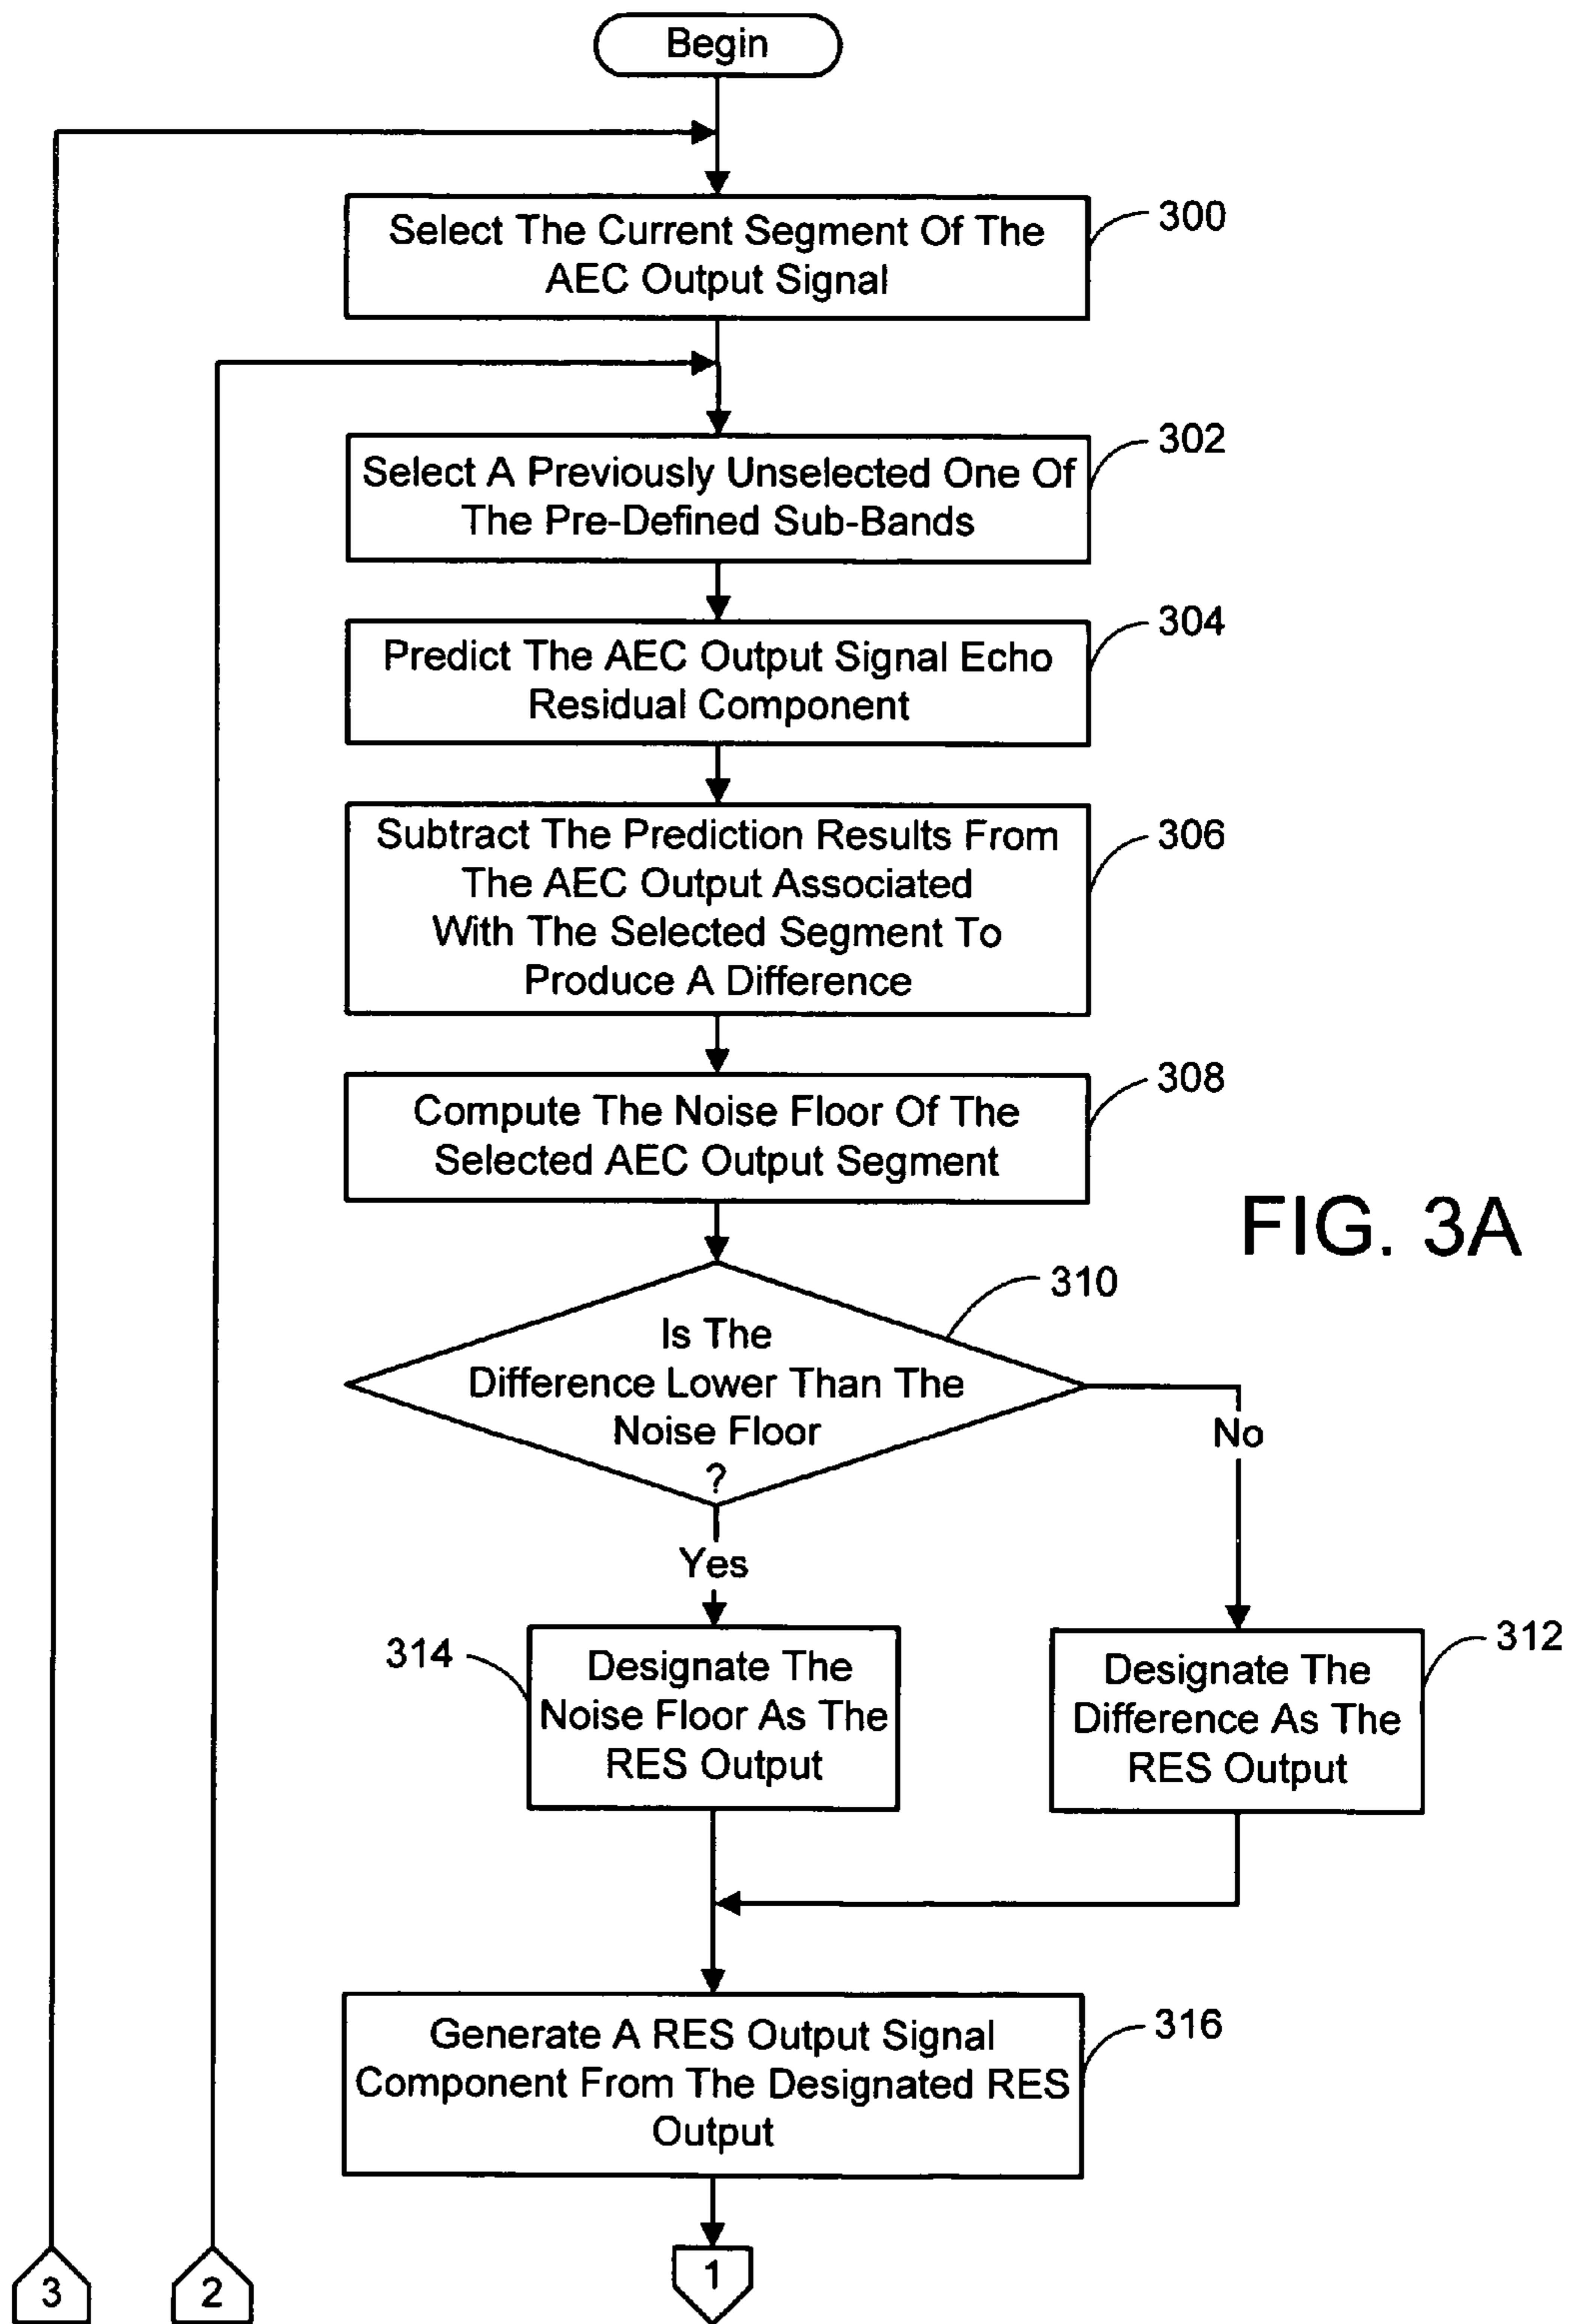 Begin
Select The Current Segment Of The
AEC Output Signal
300
Select A Previously Unselected One Of
The Pre-Defined Sub-Bands
302
Predict The AEC Output Signal Echo
Residual Component
304
Subtract The Prediction Results From
The AEC Output Associated
With The Selected Segment To
Produce A Difference
306
Compute The Noise Floor Of The
Selected AEC Output Segment
308
FIG. 3A
Is The
Difference Lower Than The
Noise Floor
?
310
No
Yes
314
Designate The
Noise Floor As The
RES Output
Designate The
Difference As The
RES Output
312
Generate A RES Output Signal
Component From The Designated RES
Output
316
3
2
1